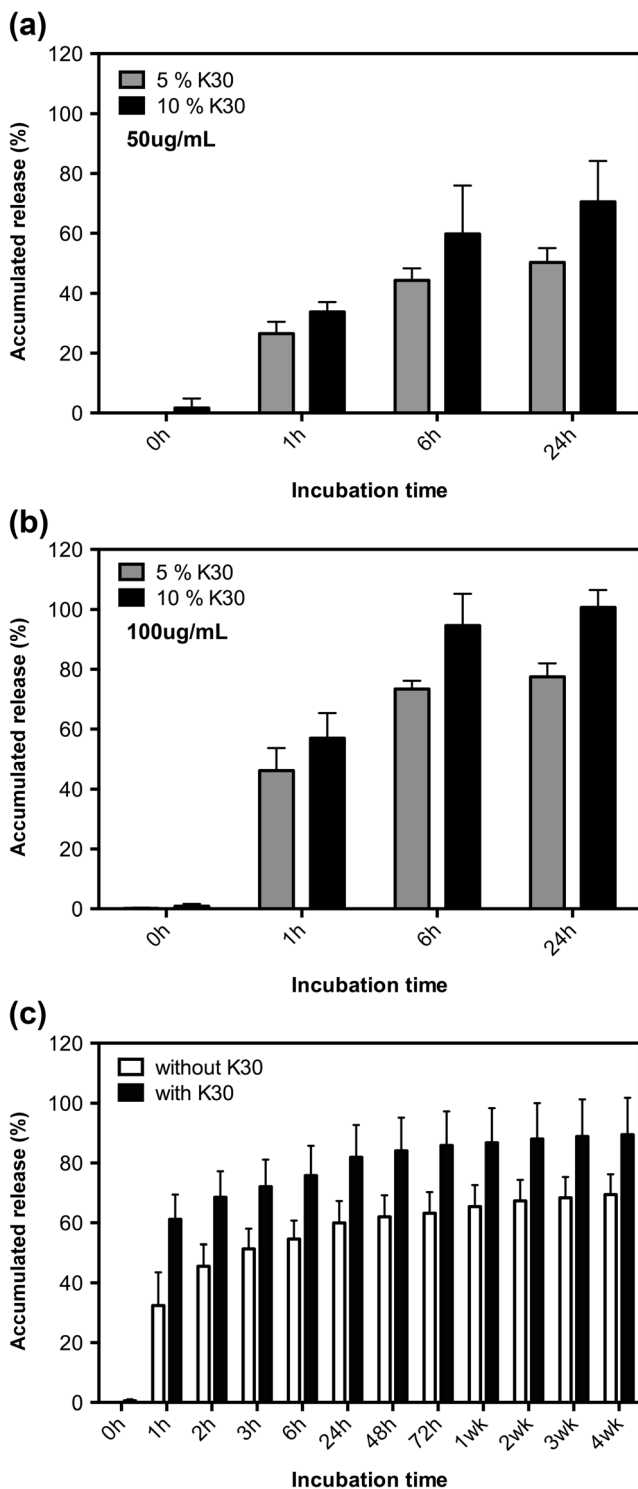 (a)
120
100
80
60
40
20
0
Accumulated release (%)
5 % K30
10 % K30
50ug/mL
0h
1h
6h
24h
Incubation time
(b)
120
100
80
60
40
20
0
Accumulated release (%)
5 % K30
10 % K30
100ug/mL
0h
1h
6h
24h
Incubation time
(c)
120
100
80
60
40
20
0
Accumulated release (%)
without K30
with K30
0h
1h
2h
3h
6h
24h
48h
72h
1wk
2wk
3wk
4wk
Incubation time